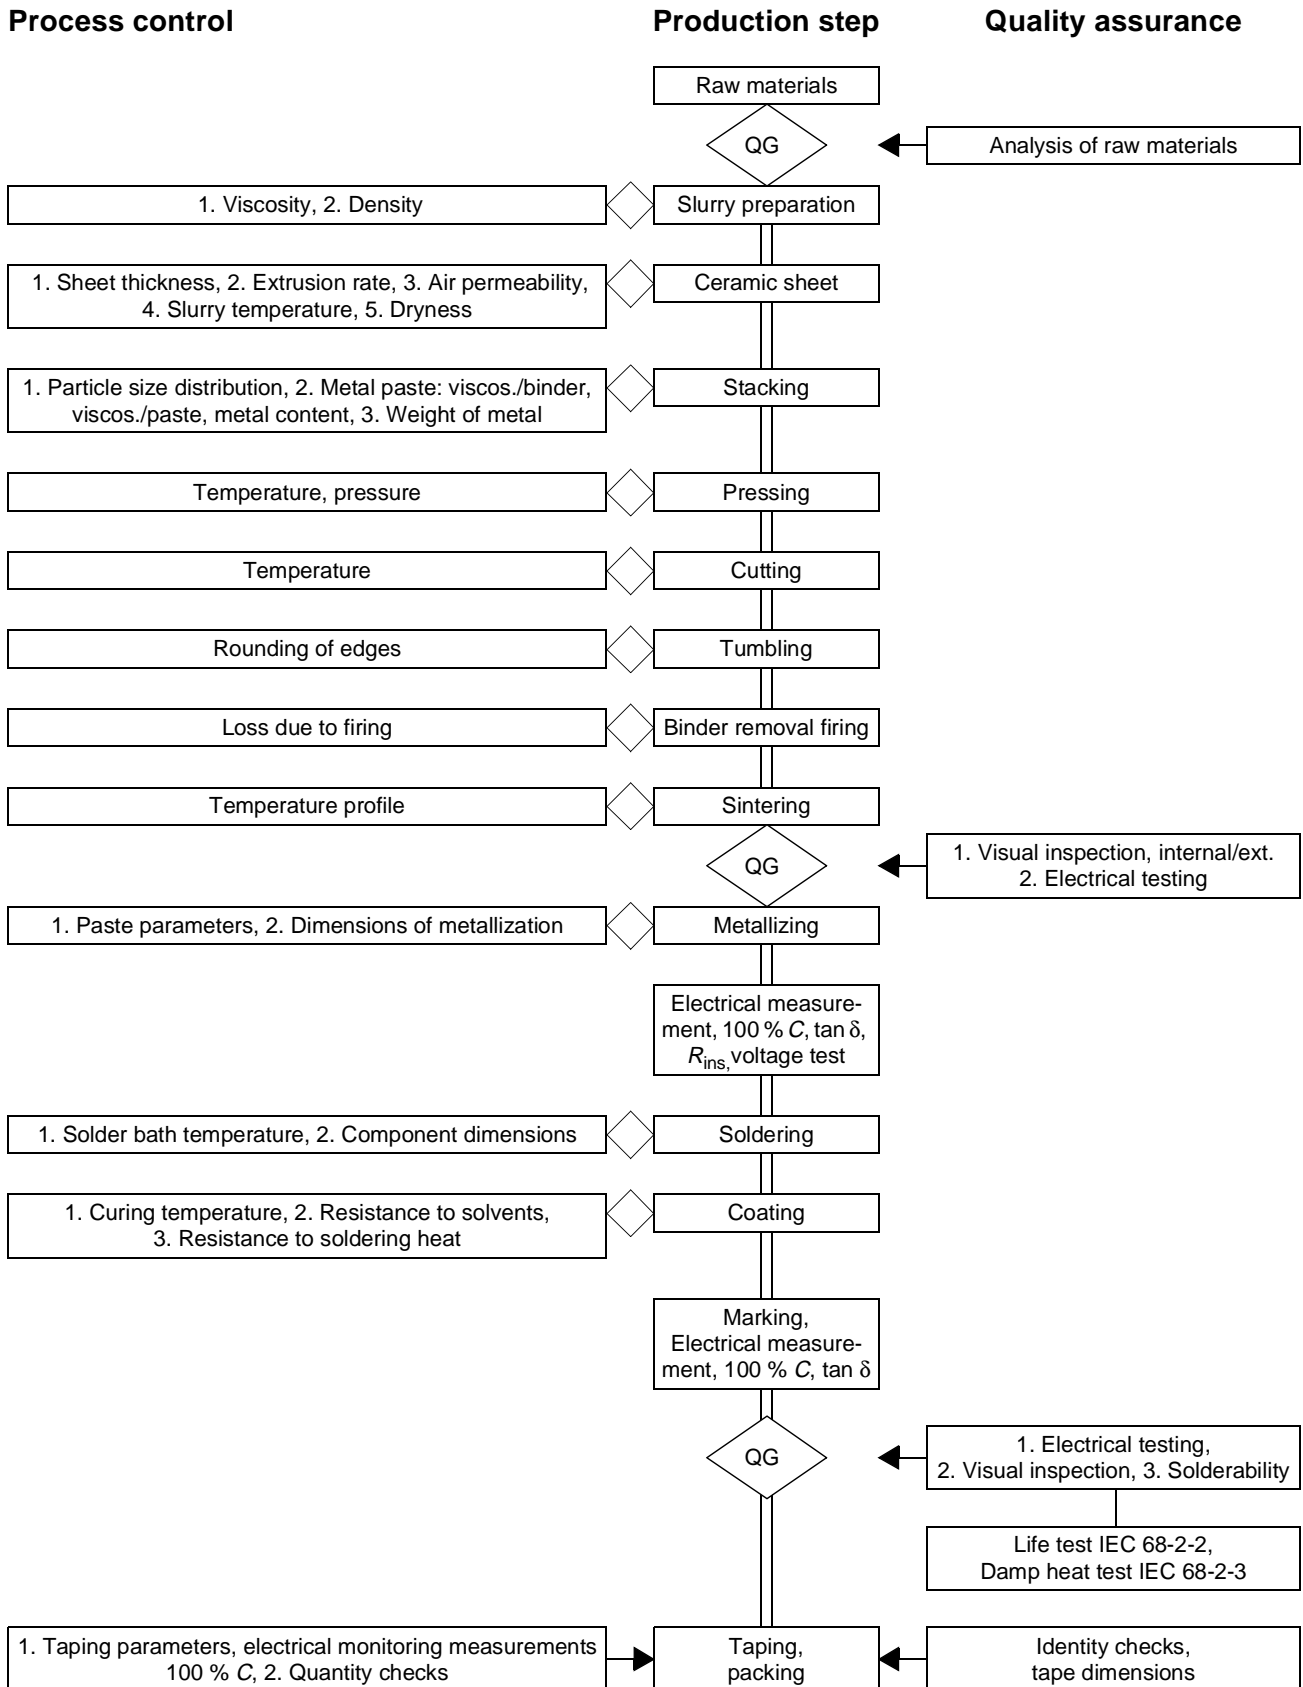 Process control
Production step
Quality assurance
Raw materials
QG
Analysis of raw materials
1. Viscosity, 2. Density
Slurry preparation
1. Sheet thickness, 2. Extrusion rate, 3. Air permeability,
4. Slurry temperature, 5. Dryness
Ceramic sheet
1. Particle size distribution, 2. Metal paste: viscos./binder,
viscos./paste, metal content, 3. Weight of metal
Stacking
Temperature, pressure
Pressing
Temperature
Cutting
Rounding of edges
Tumbling
Loss due to firing
Binder removal firing
Temperature profile
Sintering
QG
1. Visual inspection, internal/ext.
2. Electrical testing
1. Paste parameters, 2. Dimensions of metallization
Metallizing
Electrical measure-
ment, 100 % C, tan δ,
Rins, voltage test
1. Solder bath temperature, 2. Component dimensions
Soldering
1. Curing temperature, 2. Resistance to solvents,
3. Resistance to soldering heat
Coating
Marking,
Electrical measure-
ment, 100 % C, tan δ
QG
1. Electrical testing,
2. Visual inspection, 3. Solderability
Life test IEC 68-2-2,
Damp heat test IEC 68-2-3
1. Taping parameters, electrical monitoring measurements
100 % C, 2. Quantity checks
Taping,
packing
Identity checks,
tape dimensions